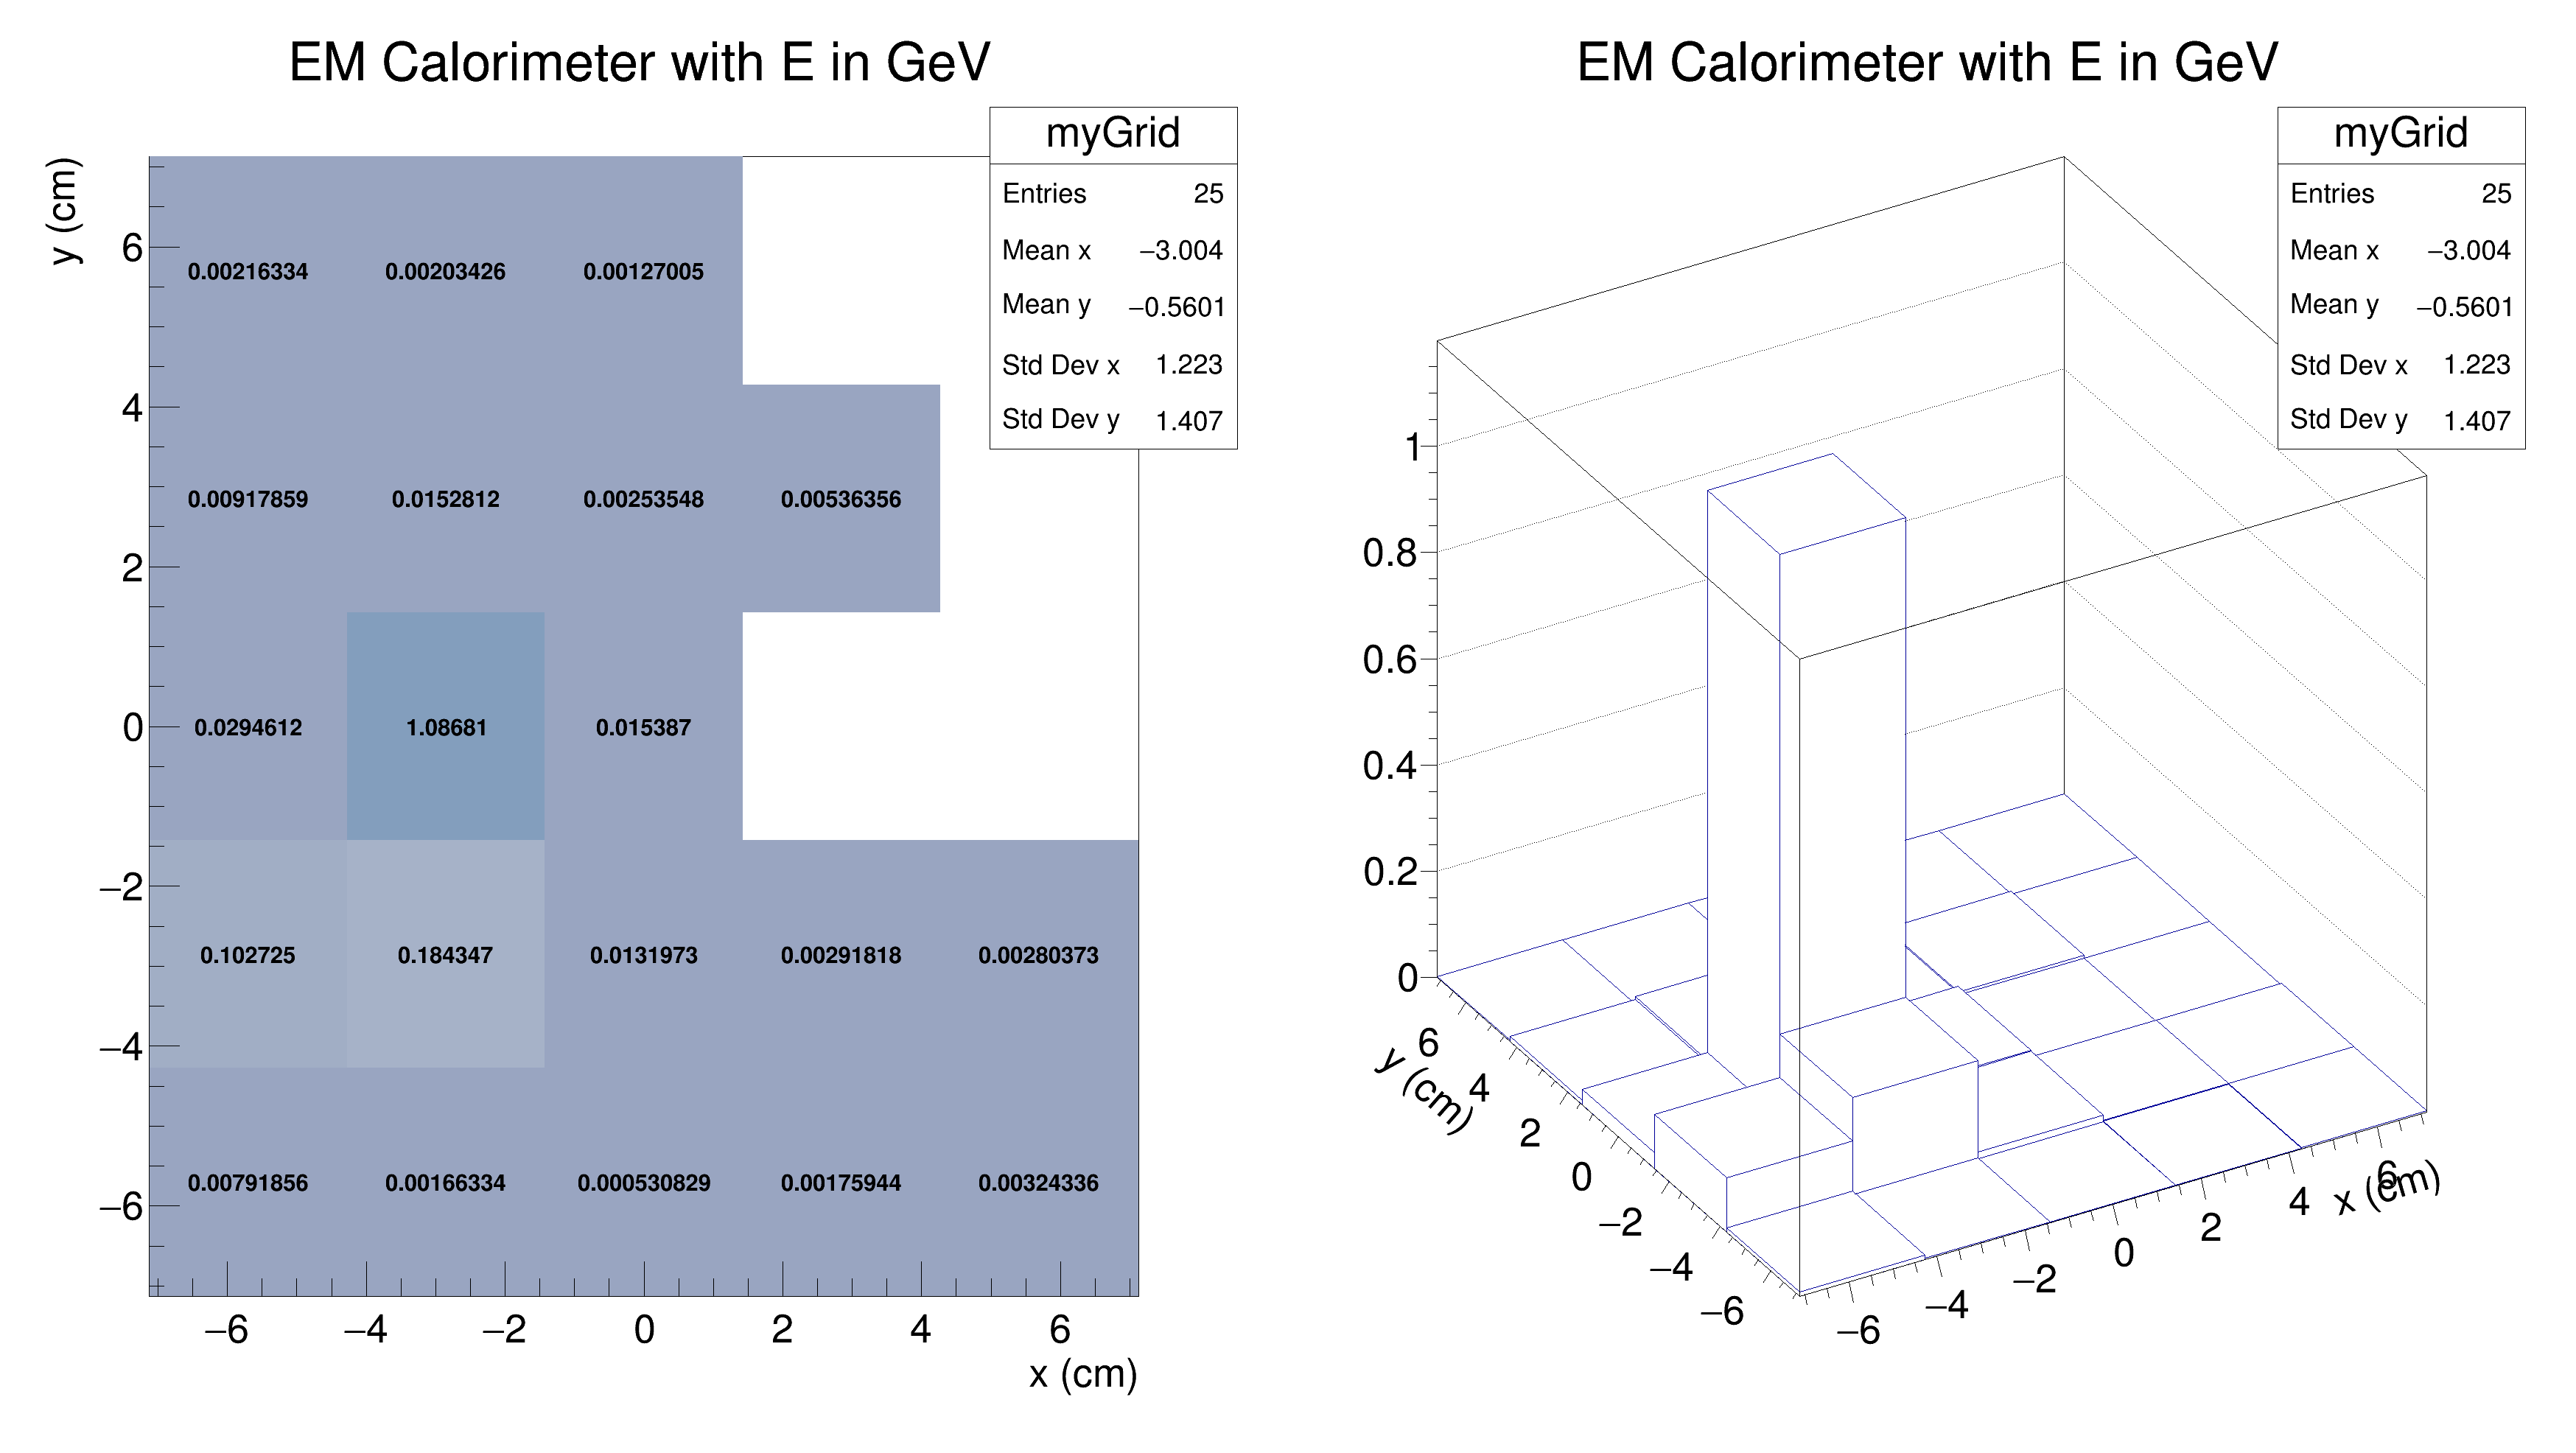 EM Calorimeter with E in GeV
myGrid
Entries 25
Mean x −3.004
Mean y −0.5601
Std Dev x 1.223
Std Dev y 1.407
y (cm)
6
4
2
0
−2
−4
−6
0.00216334 0.00203426 0.00127005
0.00917859 0.0152812 0.00253548 0.00536356
0.0294612 1.08681 0.015387
0.102725 0.184347 0.0131973 0.00291818 0.00280373
0.00791856 0.00166334 0.000530829 0.00175944 0.00324336
−6 −4 −2 0 2 4 6
x (cm)
EM Calorimeter with E in GeV
myGrid
Entries 25
Mean x −3.004
Mean y −0.5601
Std Dev x 1.223
Std Dev y 1.407
1
0.8
0.6
0.4
0.2
0
6
4
2
0
−2
−4
−6
y (cm)
−6 −4 −2 0 2 4 6
x (cm)